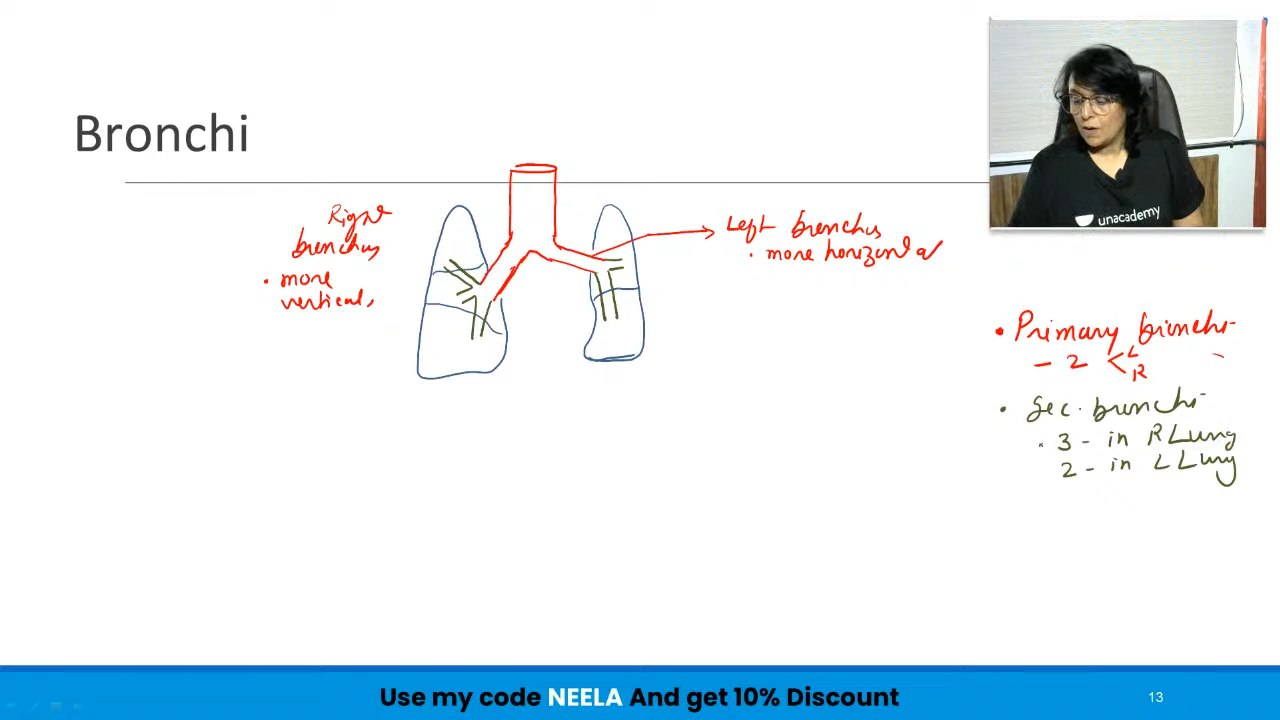 Bronchi
unacademy
Right
bronchus
• more
vertical,
Left bronchus
• more horizontal
• Primary bronchi
- 2 < L
R
• Sec. bronchi
• 3 - in R Lung
2 - in L Lung
Use my code NEELA And get 10% Discount
13